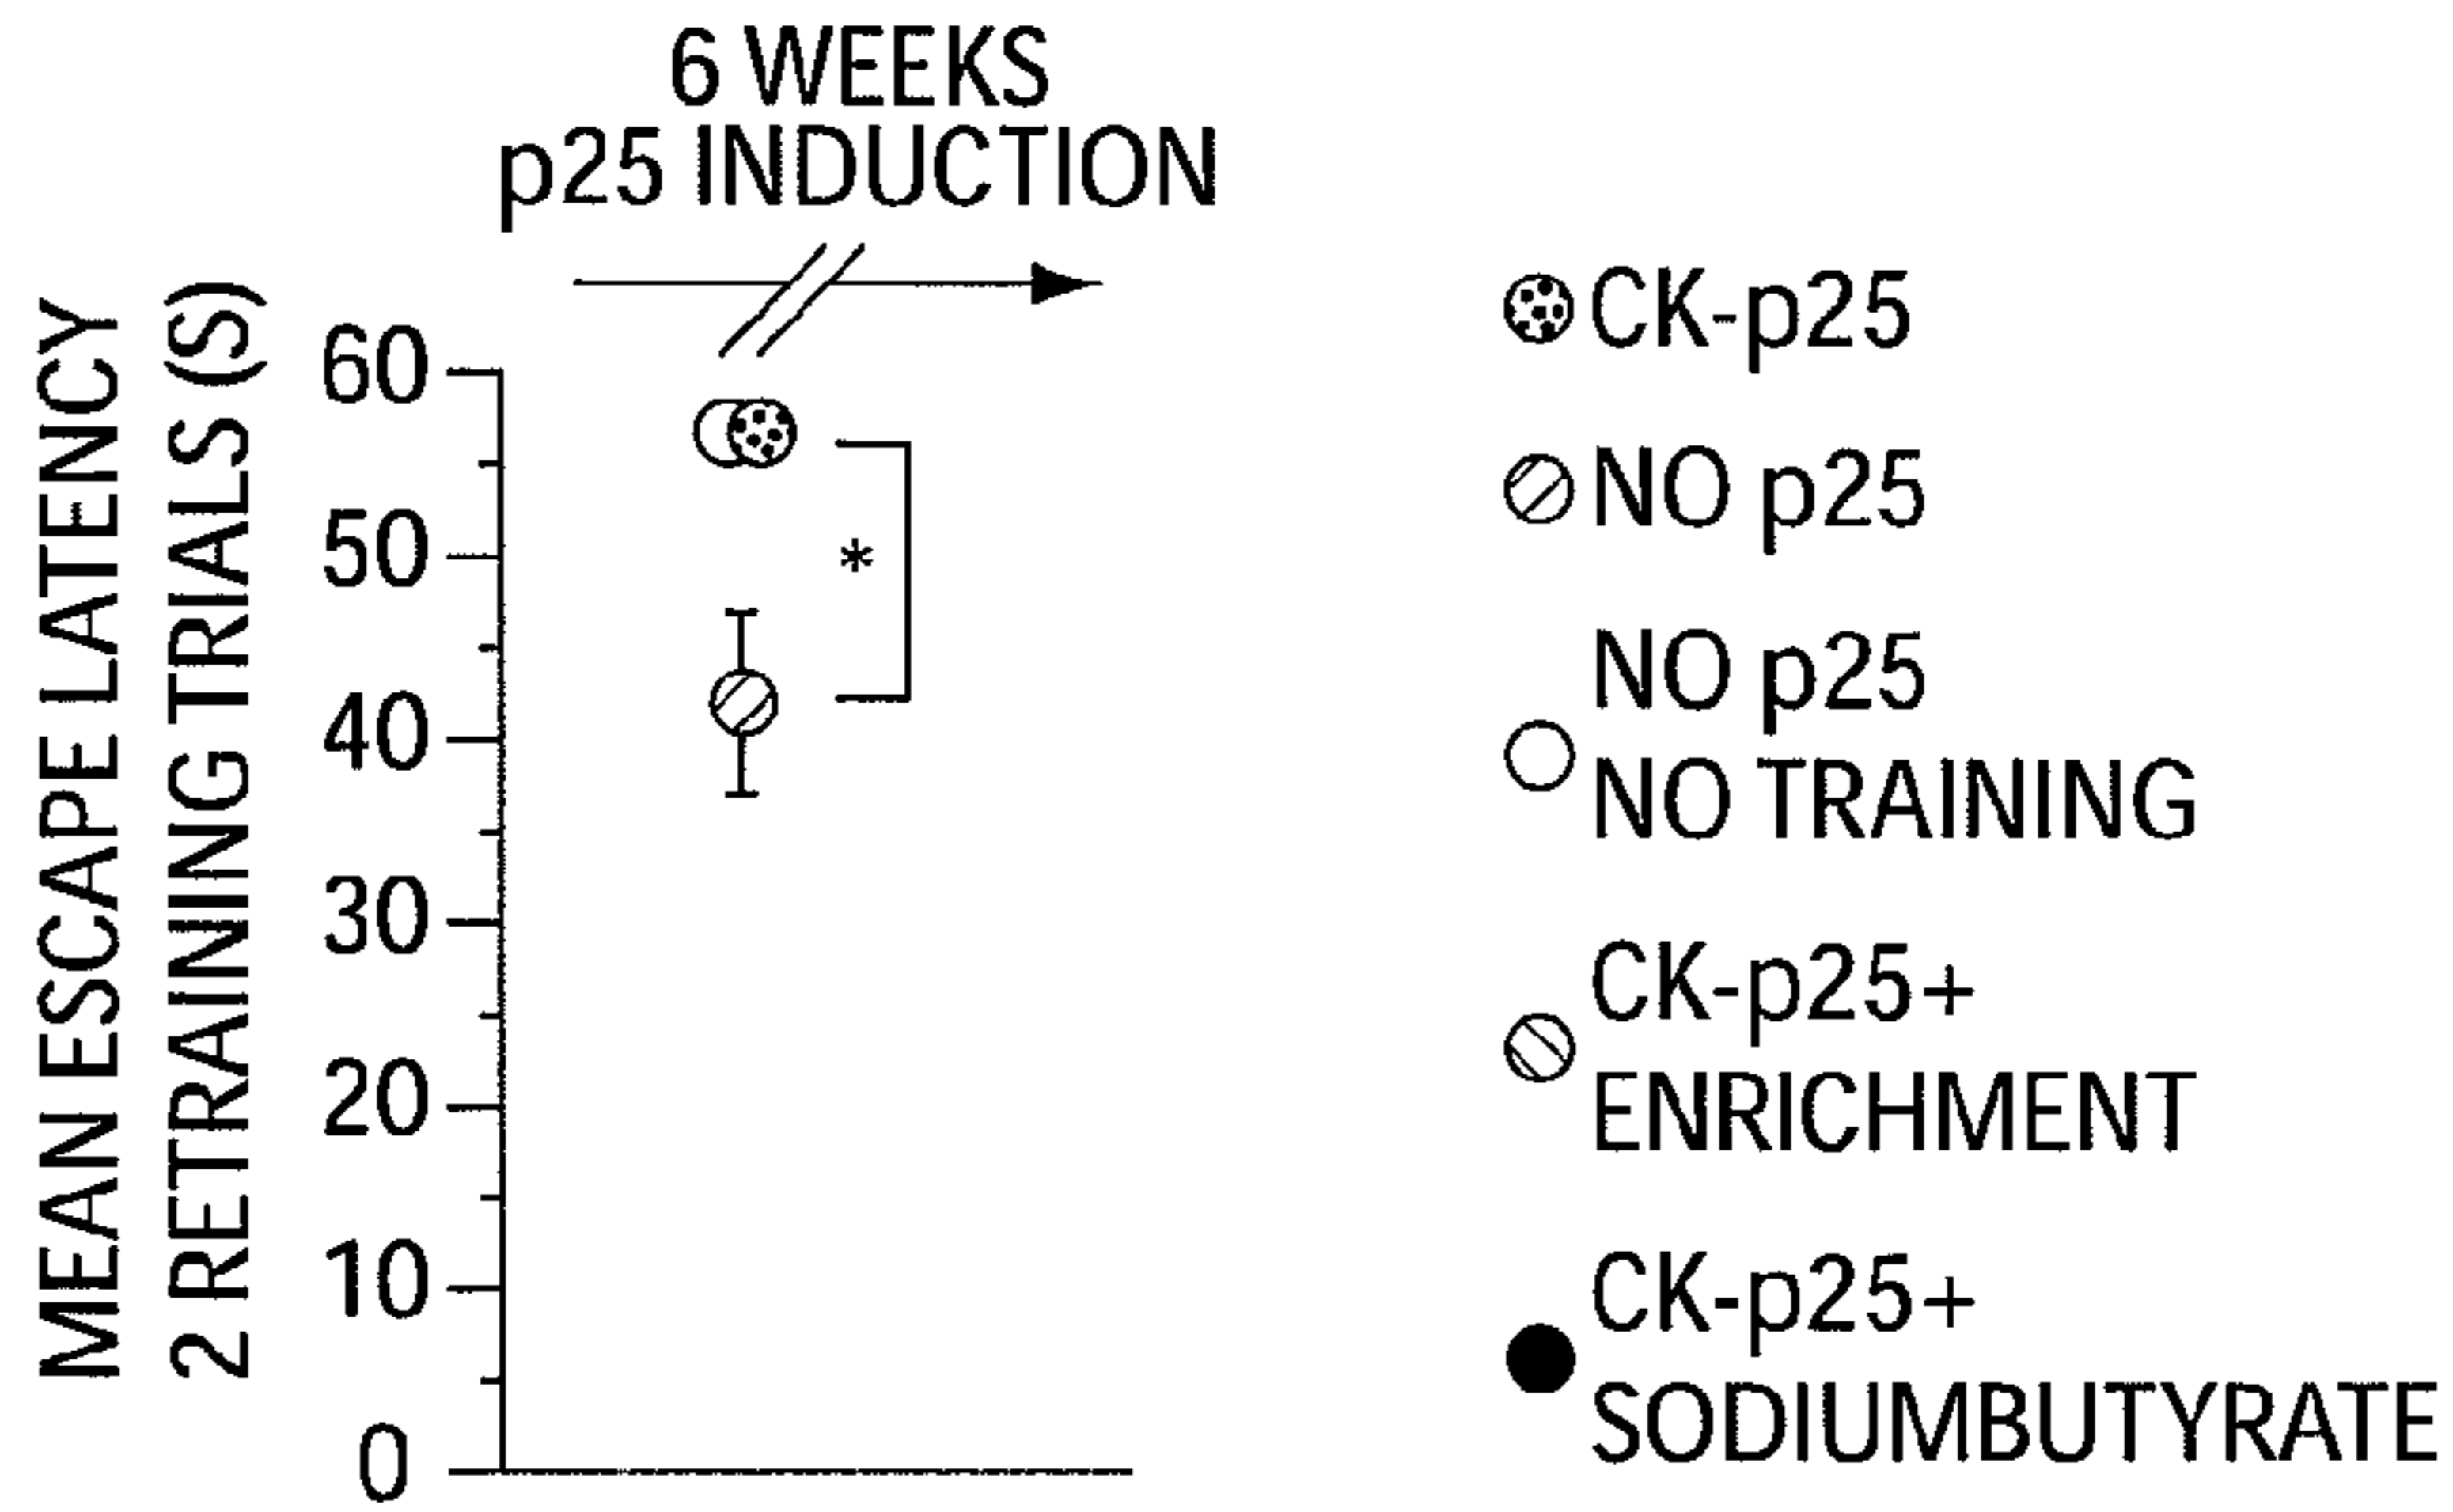 6 WEEKS
p25 INDUCTION
MEAN ESCAPE LATENCY
2 RETRAINING TRIALS (S)
60
50
40
30
20
10
0
*
CK-p25
NO p25
NO p25
NO TRAINING
CK-p25+
ENRICHMENT
CK-p25+
SODIUMBUTYRATE